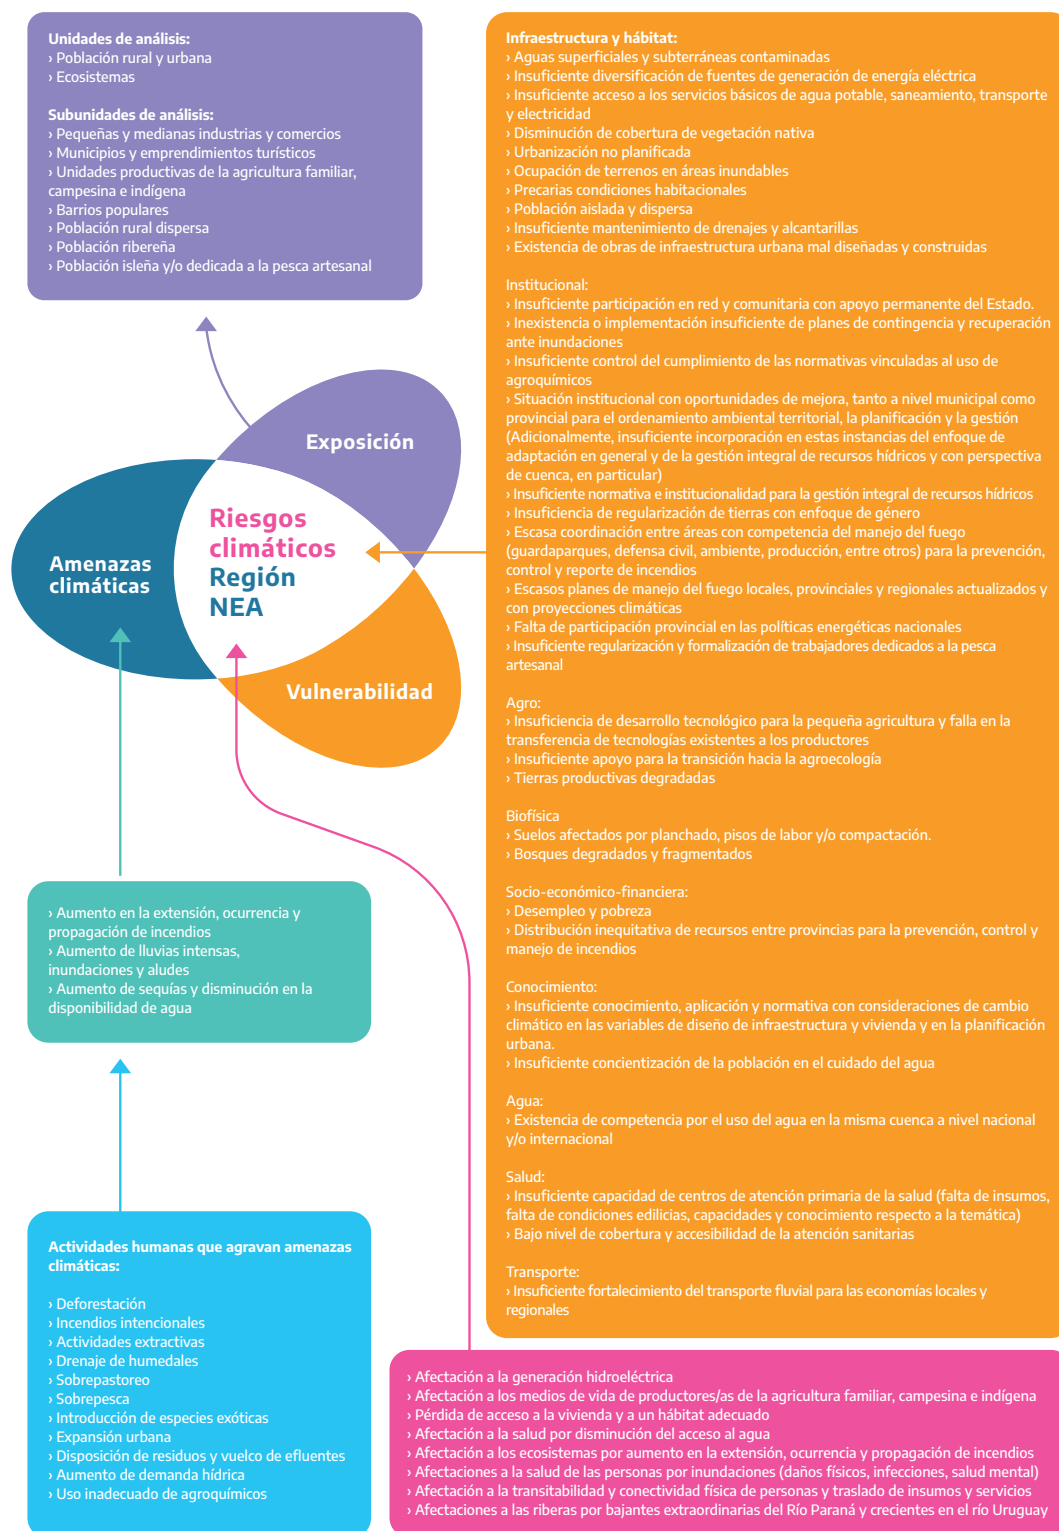 Unidades de análisis:
› Población rural y urbana
› Ecosistemas
Subunidades de análisis:
› Pequeñas y medianas industrias y comercios
› Municipios y emprendimientos turísticos
› Unidades productivas de la agricultura familiar,
campesina e indígena
› Barrios populares
› Población rural dispersa
› Población ribereña
› Población isleña y/o dedicada a la pesca artesanal
Exposición
Riesgos
climáticos
Región
NEA
Amenazas
climáticas
Vulnerabilidad
› Aumento en la extensión, ocurrencia y
propagación de incendios
› Aumento de lluvias intensas,
inundaciones y aludes
› Aumento de sequías y disminución en la
disponibilidad de agua
Actividades humanas que agravan amenazas
climáticas:
› Deforestación
› Incendios intencionales
› Actividades extractivas
› Drenaje de humedales
› Sobrepastoreo
› Sobrepesca
› Introducción de especies exóticas
› Expansión urbana
› Disposición de residuos y vuelco de efluentes
› Aumento de demanda hídrica
› Uso inadecuado de agroquímicos
Infraestructura y hábitat:
› Aguas superficiales y subterráneas contaminadas
› Insuficiente diversificación de fuentes de generación de energía eléctrica
› Insuficiente acceso a los servicios básicos de agua potable, saneamiento, transporte
y electricidad
› Disminución de cobertura de vegetación nativa
› Urbanización no planificada
› Ocupación de terrenos en áreas inundables
› Precarias condiciones habitacionales
› Población aislada y dispersa
› Insuficiente mantenimiento de drenajes y alcantarillas
› Existencia de obras de infraestructura urbana mal diseñadas y construidas
Institucional:
› Insuficiente participación en red y comunitaria con apoyo permanente del Estado.
› Inexistencia o implementación insuficiente de planes de contingencia y recuperación
ante inundaciones
› Insuficiente control del cumplimiento de las normativas vinculadas al uso de
agroquímicos
› Situación institucional con oportunidades de mejora, tanto a nivel municipal como
provincial para el ordenamiento ambiental territorial, la planificación y la gestión
(Adicionalmente, insuficiente incorporación en estas instancias del enfoque de
adaptación en general y de la gestión integral de recursos hídricos y con perspectiva
de cuenca, en particular)
› Insuficiente normativa e institucionalidad para la gestión integral de recursos hídricos
› Insuficiencia de regularización de tierras con enfoque de género
› Escasa coordinación entre áreas con competencia del manejo del fuego
(guardaparques, defensa civil, ambiente, producción, entre otros) para la prevención,
control y reporte de incendios
› Escasos planes de manejo del fuego locales, provinciales y regionales actualizados y
con proyecciones climáticas
› Falta de participación provincial en las políticas energéticas nacionales
› Insuficiente regularización y formalización de trabajadores dedicados a la pesca
artesanal
Agro:
› Insuficiencia de desarrollo tecnológico para la pequeña agricultura y falla en la
transferencia de tecnologías existentes a los productores
› Insuficiente apoyo para la transición hacia la agroecología
› Tierras productivas degradadas
Biofísica
› Suelos afectados por planchado, pisos de labor y/o compactación.
› Bosques degradados y fragmentados
Socio-económico-financiera:
› Desempleo y pobreza
› Distribución inequitativa de recursos entre provincias para la prevención, control y
manejo de incendios
Conocimiento:
› Insuficiente conocimiento, aplicación y normativa con consideraciones de cambio
climático en las variables de diseño de infraestructura y vivienda y en la planificación
urbana.
› Insuficiente concientización de la población en el cuidado del agua
Agua:
› Existencia de competencia por el uso del agua en la misma cuenca a nivel nacional
y/o internacional
Salud:
› Insuficiente capacidad de centros de atención primaria de la salud (falta de insumos,
falta de condiciones edilicias, capacidades y conocimiento respecto a la temática)
› Bajo nivel de cobertura y accesibilidad de la atención sanitarias
Transporte:
› Insuficiente fortalecimiento del transporte fluvial para las economías locales y
regionales
› Afectación a la generación hidroeléctrica
› Afectación a los medios de vida de productores/as de la agricultura familiar, campesina e indígena
› Pérdida de acceso a la vivienda y a un hábitat adecuado
› Afectación a la salud por disminución del acceso al agua
› Afectación a los ecosistemas por aumento en la extensión, ocurrencia y propagación de incendios
› Afectaciones a la salud de las personas por inundaciones (daños físicos, infecciones, salud mental)
› Afectación a la transitabilidad y conectividad física de personas y traslado de insumos y servicios
› Afectaciones a las riberas por bajantes extraordinarias del Río Paraná y crecientes en el río Uruguay